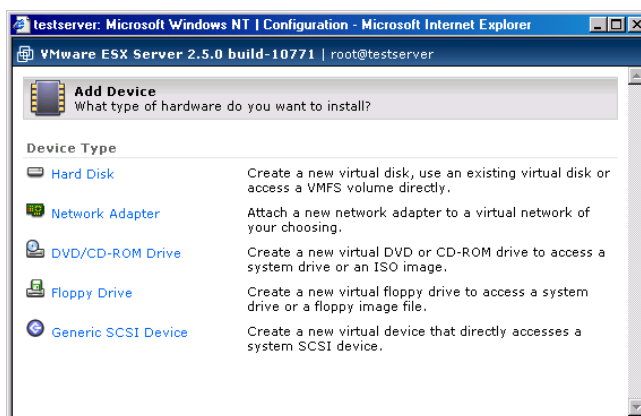 testserver: Microsoft Windows NT | Configuration - Microsoft Internet Explorer
VMware ESX Server 2.5.0 build-10771 | root@testserver
Add Device
What type of hardware do you want to install?
Device Type
Hard Disk
Create a new virtual disk, use an existing virtual disk or
access a VMFS volume directly.
Network Adapter
Attach a new network adapter to a virtual network of
your choosing.
DVD/CD-ROM Drive
Create a new virtual DVD or CD-ROM drive to access a
system drive or an ISO image.
Floppy Drive
Create a new virtual floppy drive to access a system
drive or a floppy image file.
Generic SCSI Device
Create a new virtual device that directly accesses a
system SCSI device.